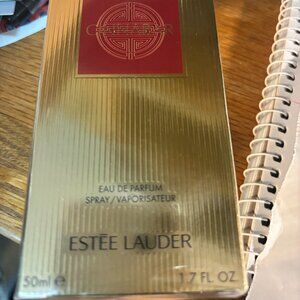 EAU DE PARFUM
SPRAY/VAPORISATEUR
ESTĒE LAUDER
50ml ℮
1.7 FL. OZ